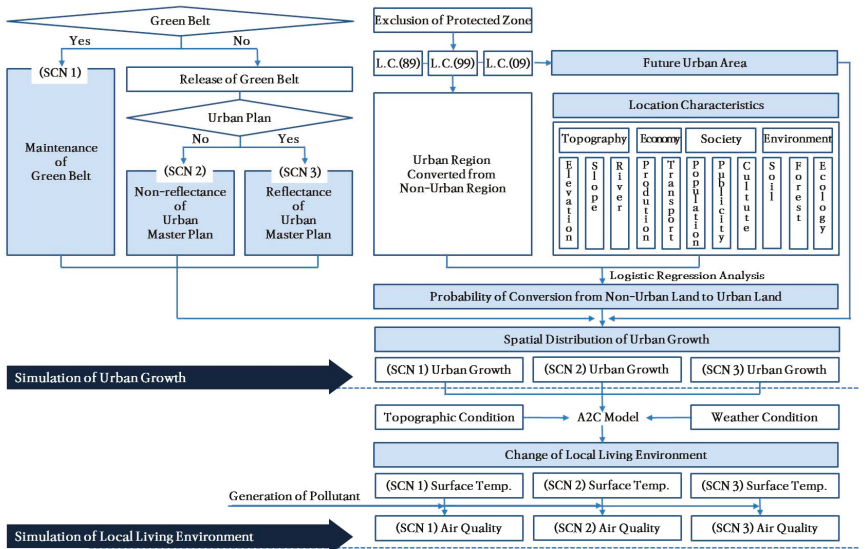 Green Belt
Yes
No
(SCN 1)
Release of Green Belt
Urban Plan
No
Yes
Maintenance
of
Green Belt
(SCN 2)
Non-reflectance
of
Urban
Master Plan
(SCN 3)
Reflectance
of
Urban
Master Plan
Exclusion of Protected Zone
L.C.(89)
L.C.(99)
L.C.(09)
Future Urban Area
Urban Region
Converted from
Non-Urban Region
Location Characteristics
Topography
Economy
Society
Environment
Elevation
Slope
River
Prodution
Transport
Population
Publicity
Cultute
Soil
Forest
Ecology
Logistic Regression Analysis
Probability of Conversion from Non-Urban Land to Urban Land
Spatial Distribution of Urban Growth
Simulation of Urban Growth
(SCN 1) Urban Growth
(SCN 2) Urban Growth
(SCN 3) Urban Growth
Topographic Condition
A2C Model
Weather Condition
Change of Local Living Environment
(SCN 1) Surface Temp.
(SCN 2) Surface Temp.
(SCN 3) Surface Temp.
Generation of Pollutant
Simulation of Local Living Environment
(SCN 1) Air Quality
(SCN 2) Air Quality
(SCN 3) Air Quality